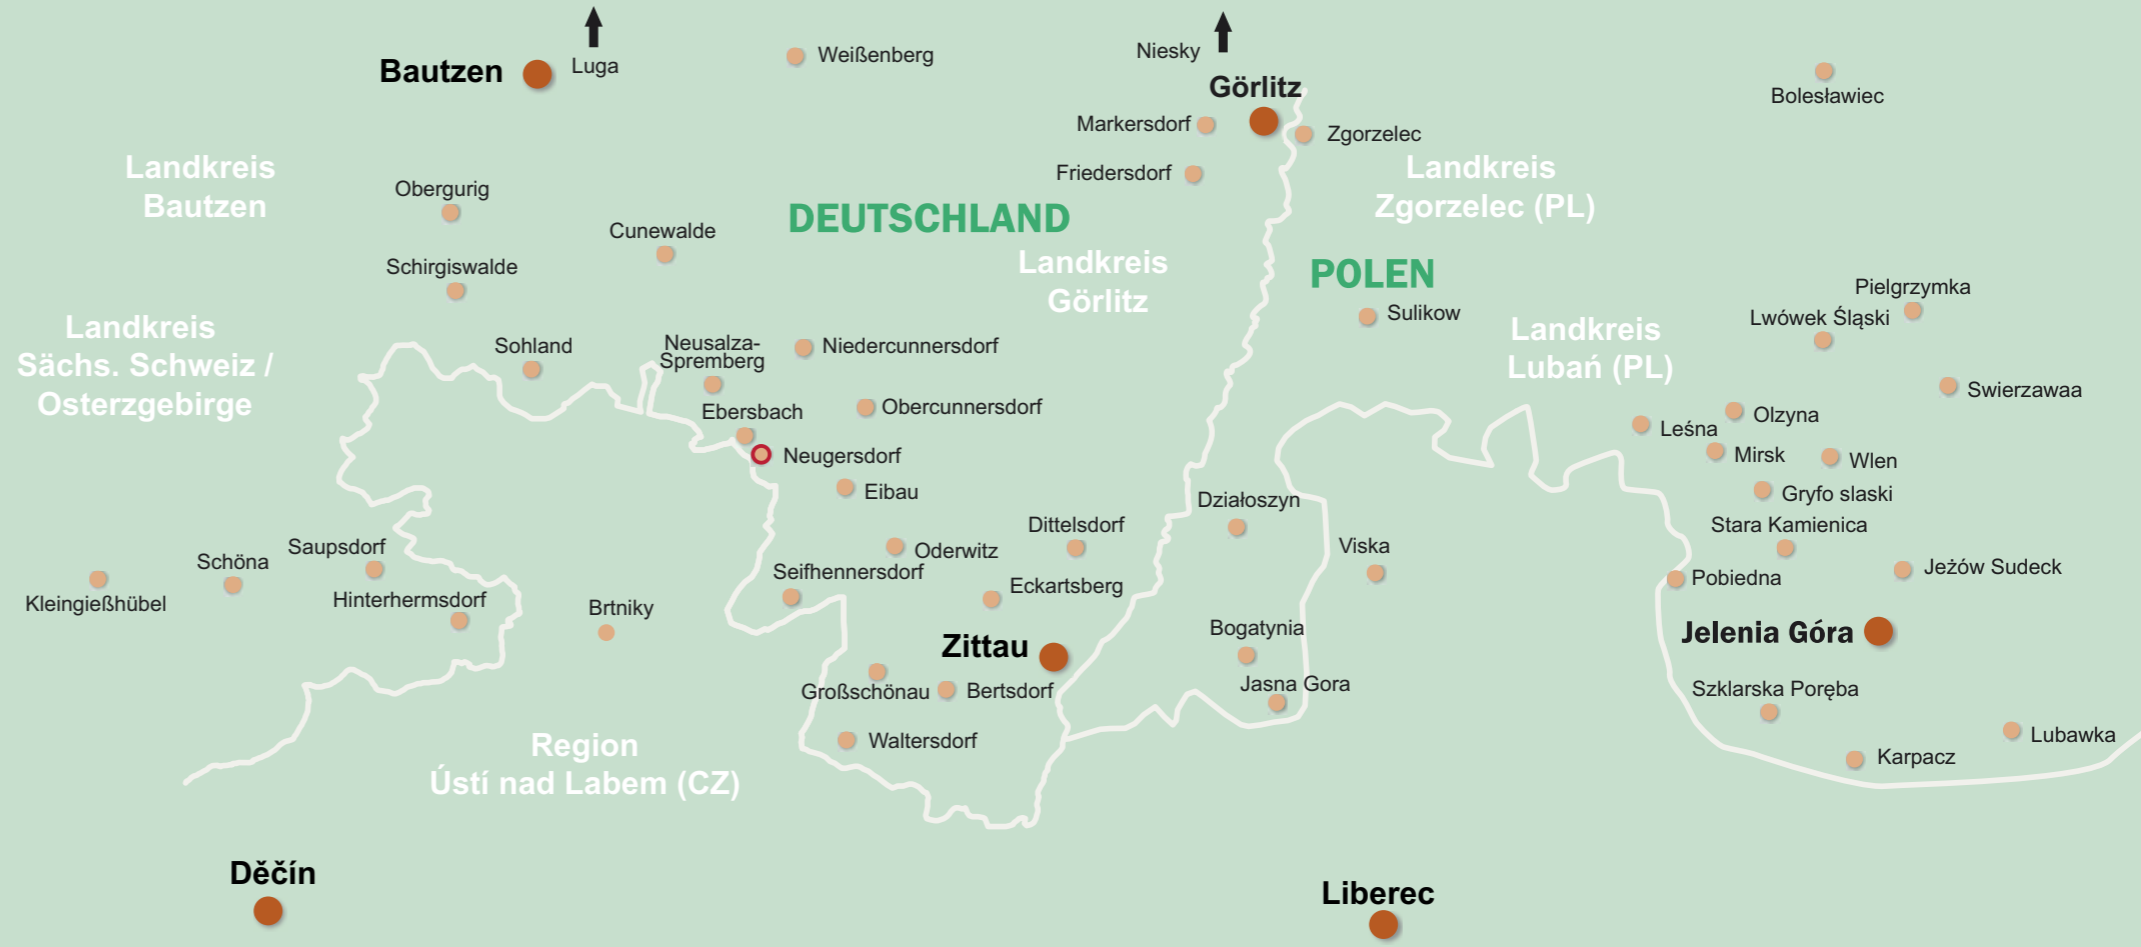 Bautzen
Luga
Weißenberg
Niesky
Görlitz
Bolesławiec
Markersdorf
Zgorzelec
Friedersdorf
Landkreis
Bautzen
Landkreis
Zgorzelec (PL)
Obergurig
Cunewalde
DEUTSCHLAND
Landkreis
Görlitz
Schirgiswalde
POLEN
Pielgrzymka
Sulikow
Lwówek Śląski
Landkreis
Sächs. Schweiz /
Osterzgebirge
Landkreis
Lubań (PL)
Sohland
Neusalza-
Spremberg
Niedercunnersdorf
Swierzawaa
Ebersbach
Obercunnersdorf
Olzyna
Leśna
Neugersdorf
Mirsk
Wlen
Eibau
Gryfo slaski
Działoszyn
Dittelsdorf
Stara Kamienica
Saupsdorf
Viska
Oderwitz
Schöna
Seifhennersdorf
Jeżów Sudeck
Pobiedna
Eckartsberg
Kleingießhübel
Hinterhermsdorf
Brtniky
Bogatynia
Jelenia Góra
Zittau
Jasna Gora
Großschönau
Bertsdorf
Szklarska Poręba
Lubawka
Waltersdorf
Region
Ústí nad Labem (CZ)
Karpacz
Děčín
Liberec